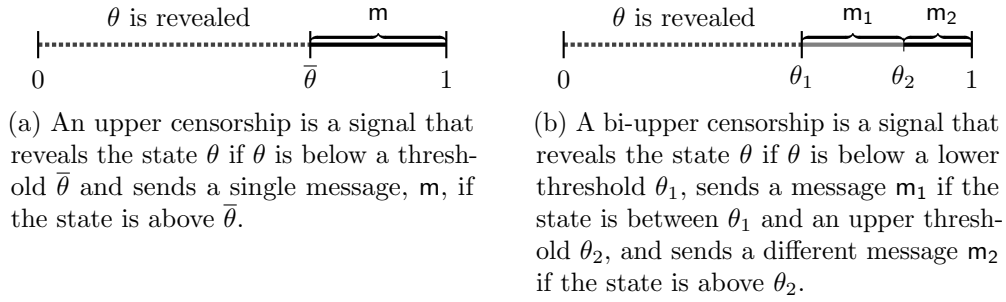 θ is revealed
m
0
θ̅
1
(a) An upper censorship is a signal that
reveals the state θ if θ is below a thresh-
old θ̅ and sends a single message, m, if
the state is above θ̅.
θ is revealed
m₁
m₂
0
θ₁
θ₂
1
(b) A bi-upper censorship is a signal that
reveals the state θ if θ is below a lower
threshold θ₁, sends a message m₁ if the
state is between θ₁ and an upper thresh-
old θ₂, and sends a different message m₂
if the state is above θ₂.